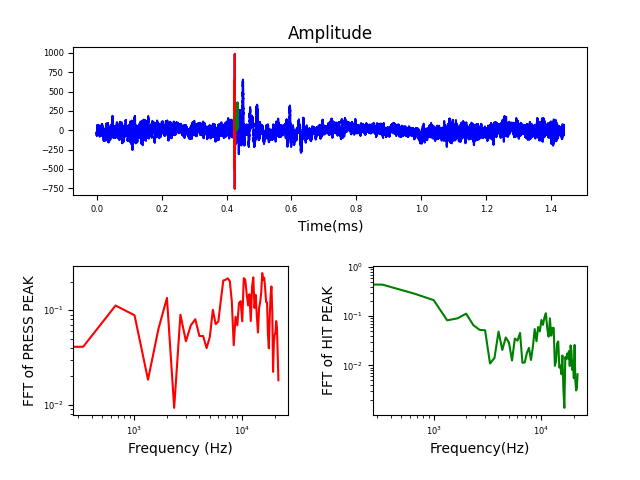 Amplitude
1000
750
500
250
0
−250
−500
−750
0.0 0.2 0.4 0.6 0.8 1.0 1.2 1.4
Time(ms)
FFT of PRESS PEAK
10⁻¹
10⁻²
10³ 10⁴
Frequency (Hz)
FFT of HIT PEAK
10⁰
10⁻¹
10⁻²
10³ 10⁴
Frequency(Hz)